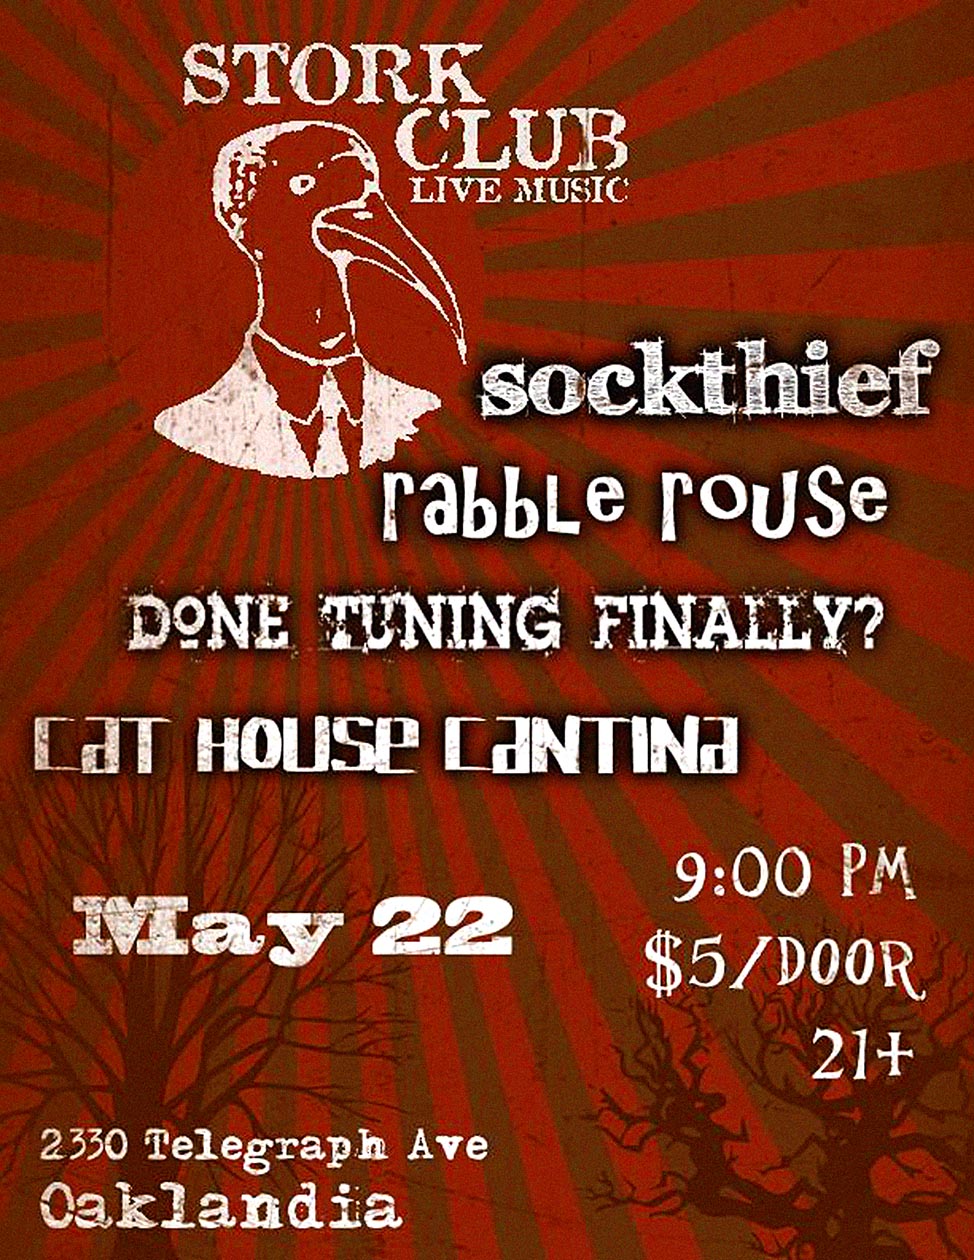 STORK
CLUB
LIVE MUSIC
sockthief
rabble rouse
DONE TUNING FINALLY?
CAT HOUSE CANTINA
May 22
9:00 PM
$5/DOOR
21+
2330 Telegraph Ave
Oaklandia